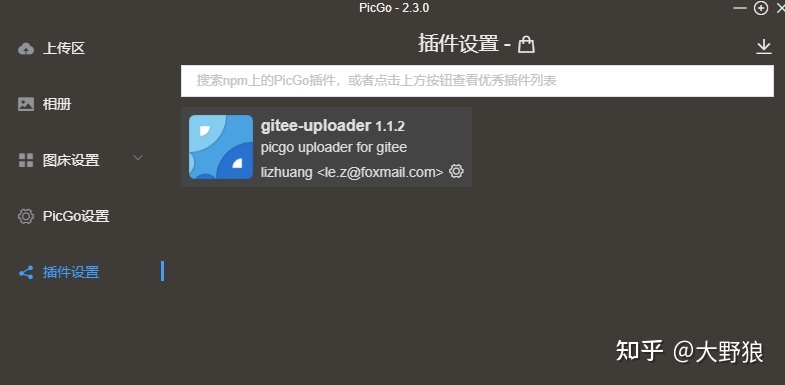 PicGo - 2.3.0
上传区
相册
图床设置
PicGo设置
插件设置
插件设置 -
搜索npm上的PicGo插件，或者点击上方按钮查看优秀插件列表
gitee-uploader 1.1.2
picgo uploader for gitee
lizhuang <le.z@foxmail.com>
知乎 @大野狼